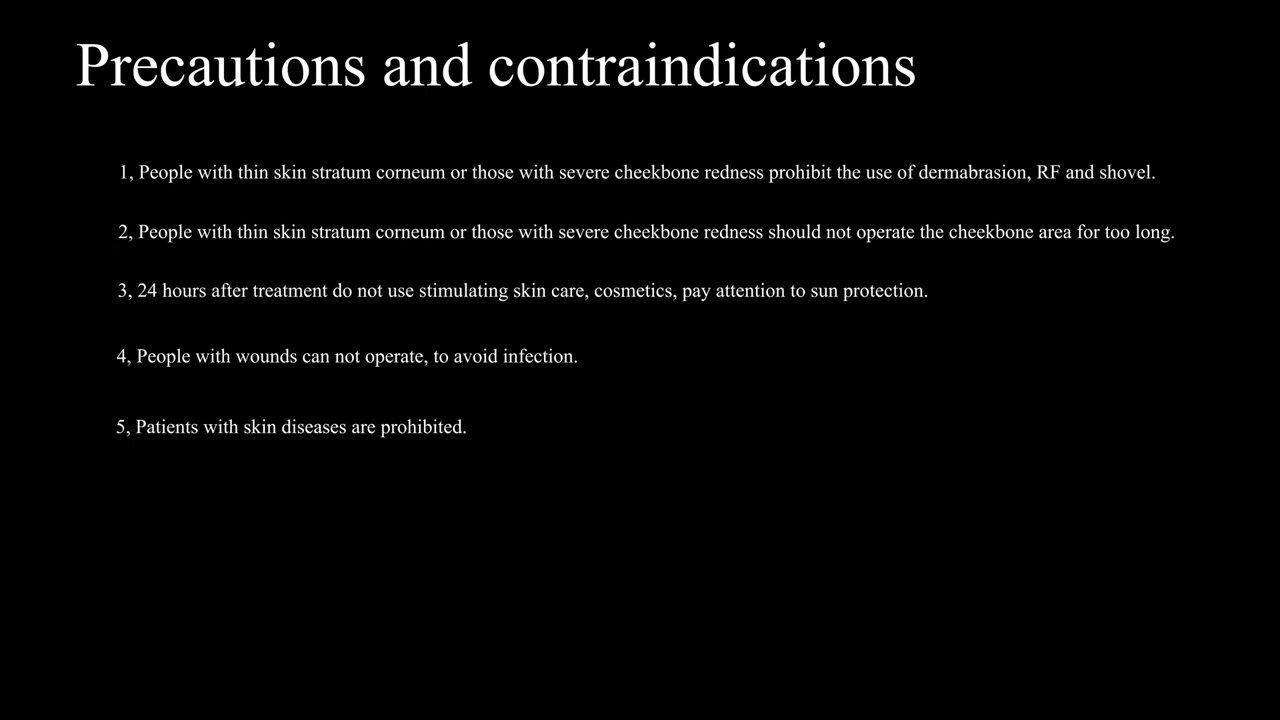 Precautions and contraindications
1, People with thin skin stratum corneum or those with severe cheekbone redness prohibit the use of dermabrasion, RF and shovel.
2, People with thin skin stratum corneum or those with severe cheekbone redness should not operate the cheekbone area for too long.
3, 24 hours after treatment do not use stimulating skin care, cosmetics, pay attention to sun protection.
4, People with wounds can not operate, to avoid infection.
5, Patients with skin diseases are prohibited.